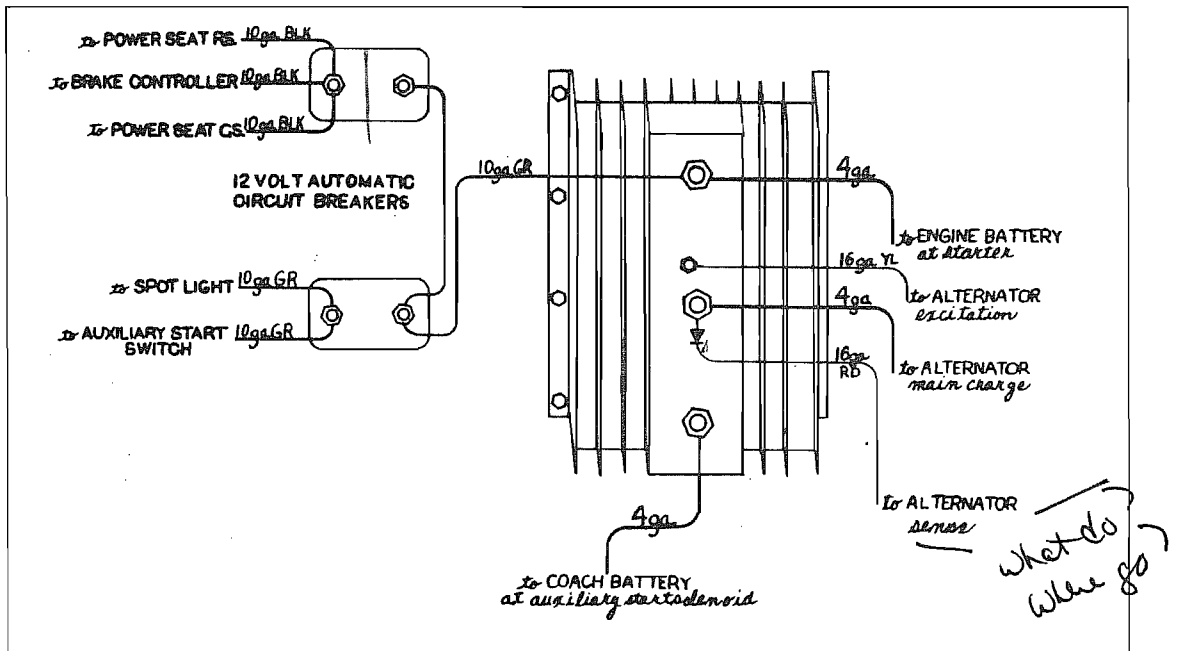 to POWER SEAT RS. 10ga BLK
to BRAKE CONTROLLER 10ga BLK
to POWER SEAT CS. 10ga BLK
12 VOLT AUTOMATIC
CIRCUIT BREAKERS
10ga GR
to SPOT LIGHT 10ga GR
to AUXILIARY START
SWITCH
10ga GR
4ga
to ENGINE BATTERY
at starter
16ga YL
to ALTERNATOR
excitation
4ga
to ALTERNATOR
main charge
16ga
RD
to ALTERNATOR
sense
What do
Where go
4ga.
to COACH BATTERY
at auxiliary start solenoid